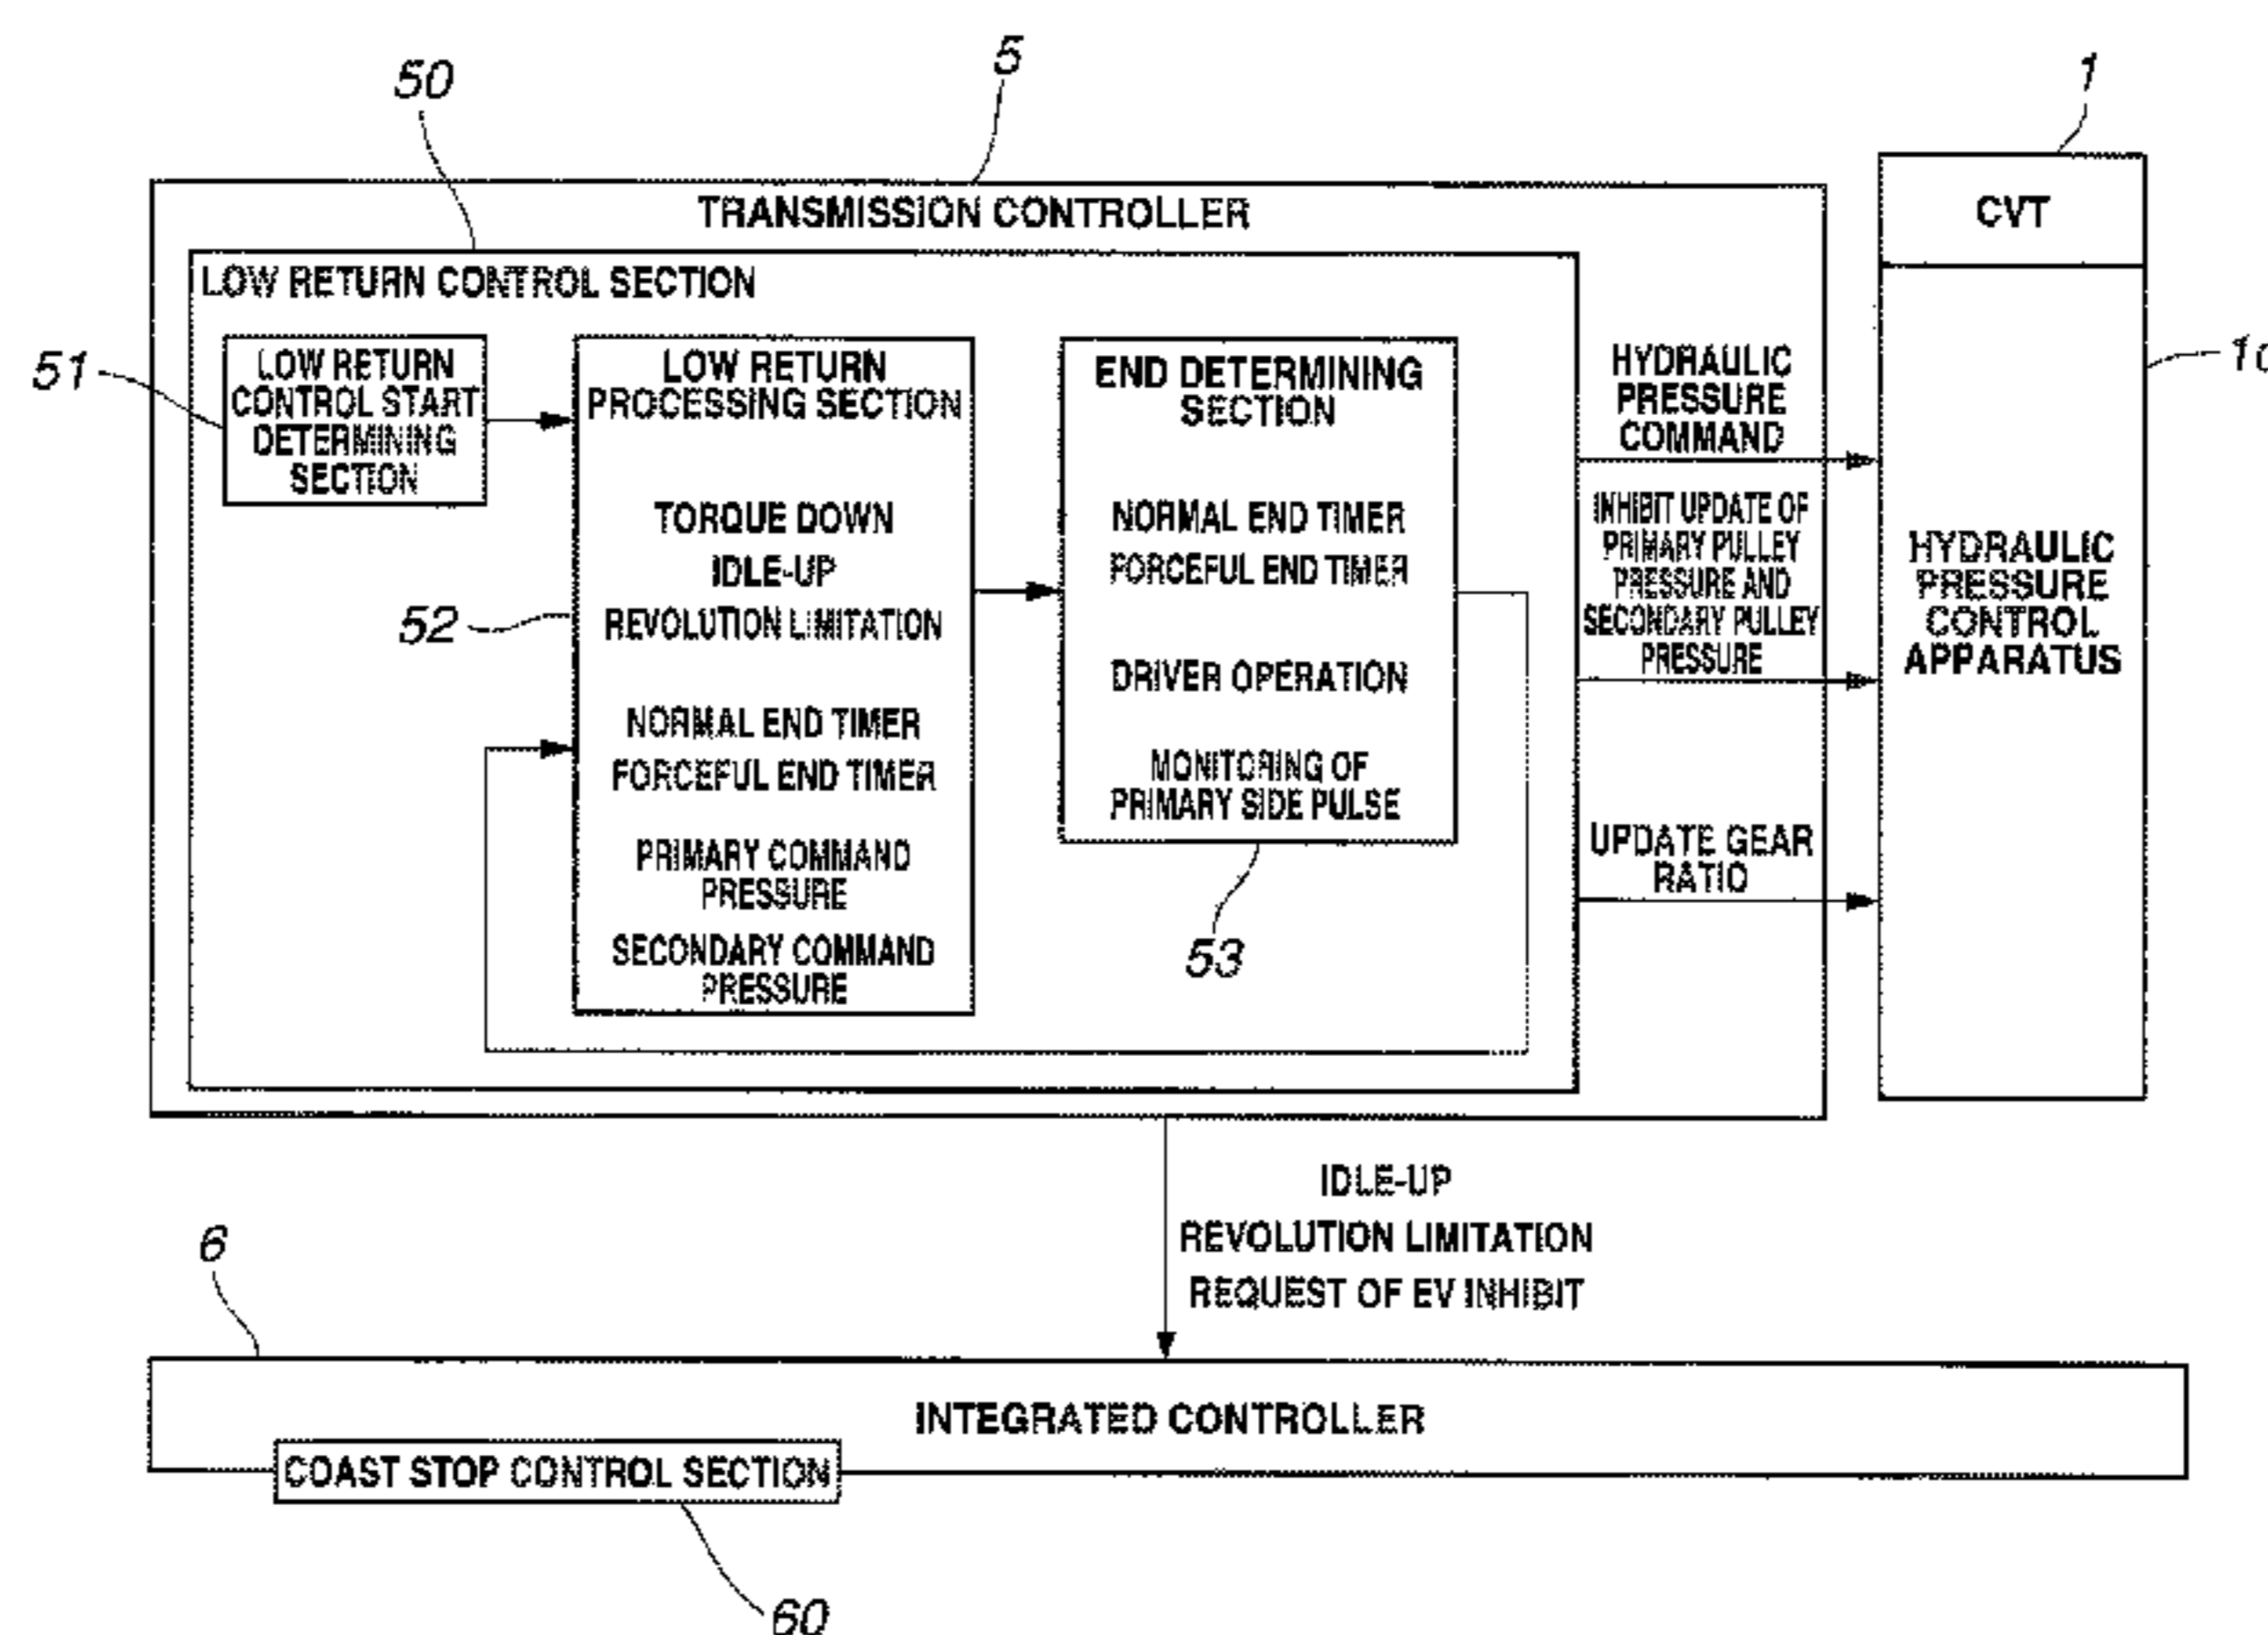 50
5
1
TRANSMISSION CONTROLLER
CVT
LOW RETURN CONTROL SECTION
51
LOW RETURN
CONTROL START
DETERMINING
SECTION
LOW RETURN
PROCESSING SECTION
TORQUE DOWN
IDLE-UP
REVOLUTION LIMITATION
52
NORMAL END TIMER
FORCEFUL END TIMER
PRIMARY COMMAND
PRESSURE
SECONDARY COMMAND
PRESSURE
END DETERMINING
SECTION
NORMAL END TIMER
FORCEFUL END TIMER
DRIVER OPERATION
MONITORING OF
PRIMARY SIDE PULSE
53
HYDRAULIC
PRESSURE
COMMAND
INHIBIT UPDATE OF
PRIMARY PULLEY
PRESSURE AND
SECONDARY PULLEY
PRESSURE
UPDATE GEAR
RATIO
HYDRAULIC
PRESSURE
CONTROL
APPARATUS
IDLE-UP
REVOLUTION LIMITATION
REQUEST OF EV INHIBIT
6
INTEGRATED CONTROLLER
COAST STOP CONTROL SECTION
60